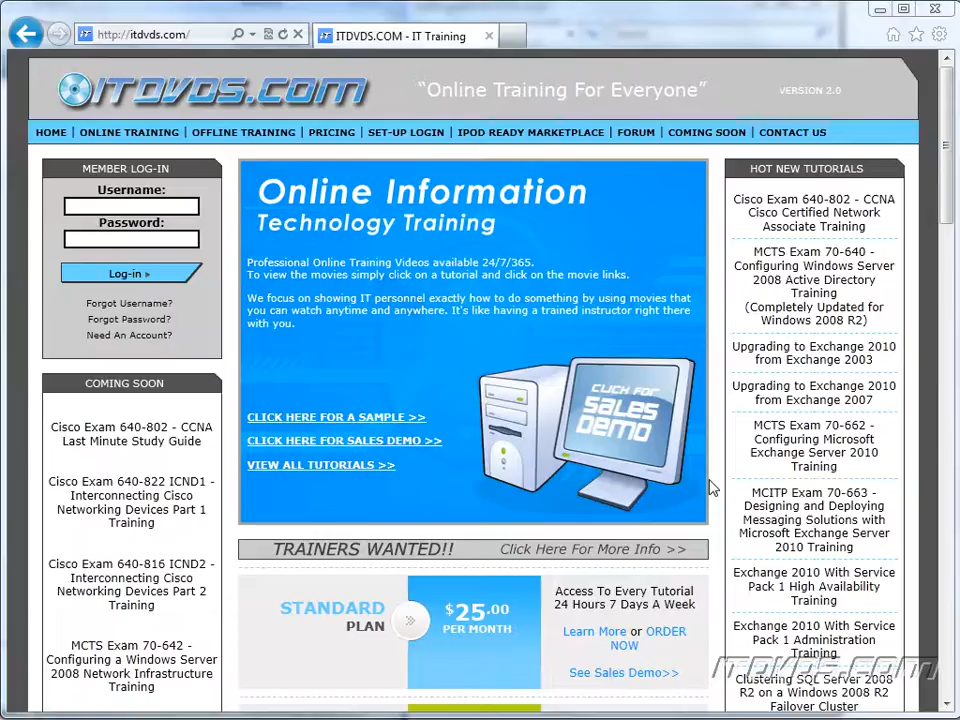 http://itdvds.com/
ITDVDS.COM - IT Training
ITDVDS.COM
“Online Training For Everyone”
VERSION 2.0
HOME | ONLINE TRAINING | OFFLINE TRAINING | PRICING | SET-UP LOGIN | IPOD READY MARKETPLACE | FORUM | COMING SOON | CONTACT US
MEMBER LOG-IN
Username:
Password:
Log-in »
Forgot Username?
Forgot Password?
Need An Account?
COMING SOON
Cisco Exam 640-802 - CCNA
Last Minute Study Guide
Cisco Exam 640-822 ICND1 -
Interconnecting Cisco
Networking Devices Part 1
Training
Cisco Exam 640-816 ICND2 -
Interconnecting Cisco
Networking Devices Part 2
Training
MCTS Exam 70-642 -
Configuring a Windows Server
2008 Network Infrastructure
Training
Online Information
Technology Training
Professional Online Training Videos available 24/7/365.
To view the movies simply click on a tutorial and click on the movie links.
We focus on showing IT personnel exactly how to do something by using movies that
you can watch anytime and anywhere. It's like having a trained instructor right there
with you.
CLICK HERE FOR A SAMPLE >>
CLICK HERE FOR SALES DEMO >>
VIEW ALL TUTORIALS >>
CLICK FOR
SALES
DEMO
TRAINERS WANTED!! Click Here For More Info >>
STANDARD
PLAN
$25.00
PER MONTH
Access To Every Tutorial
24 Hours 7 Days A Week
Learn More or ORDER
NOW
See Sales Demo>>
HOT NEW TUTORIALS
Cisco Exam 640-802 - CCNA
Cisco Certified Network
Associate Training
MCTS Exam 70-640 -
Configuring Windows Server
2008 Active Directory
Training
(Completely Updated for
Windows 2008 R2)
Upgrading to Exchange 2010
from Exchange 2003
Upgrading to Exchange 2010
from Exchange 2007
MCTS Exam 70-662 -
Configuring Microsoft
Exchange Server 2010
Training
MCITP Exam 70-663 -
Designing and Deploying
Messaging Solutions with
Microsoft Exchange Server
2010 Training
Exchange 2010 With Service
Pack 1 High Availability
Training
Exchange 2010 With Service
Pack 1 Administration
Training
Clustering SQL Server 2008
R2 on a Windows 2008 R2
Failover Cluster
ITDVDS.COM